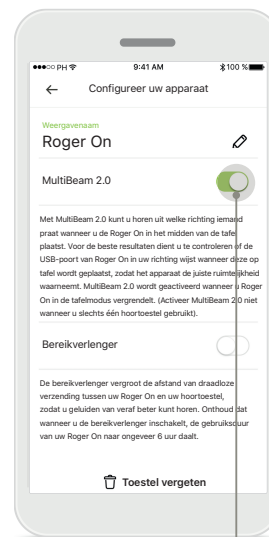 PH 9:41 AM 100 %
Configureer uw apparaat
Weergavenaam
Roger On
MultiBeam 2.0
Met MultiBeam 2.0 kunt u horen uit welke richting iemand
praat wanneer u de Roger On in het midden van de tafel
plaatst. Voor de beste resultaten dient u te controleren of de
USB-poort van Roger On in uw richting wijst wanneer deze op
tafel wordt geplaatst, zodat het apparaat de juiste ruimtelijkheid
waarneemt. MultiBeam 2.0 wordt geactiveerd wanneer u Roger
On in de tafelmodus vergrendelt. (Activeer MultiBeam 2.0 niet
wanneer u slechts één hoortoestel gebruikt).
Bereikverlenger
De bereikverlenger vergroot de afstand van draadloze
verzending tussen uw Roger On en uw hoortoestel,
zodat u geluiden van veraf beter kunt horen. Onthoud dat
wanneer u de bereikverlenger inschakelt, de gebruiksduur
van uw Roger On naar ongeveer 6 uur daalt.
Toestel vergeten